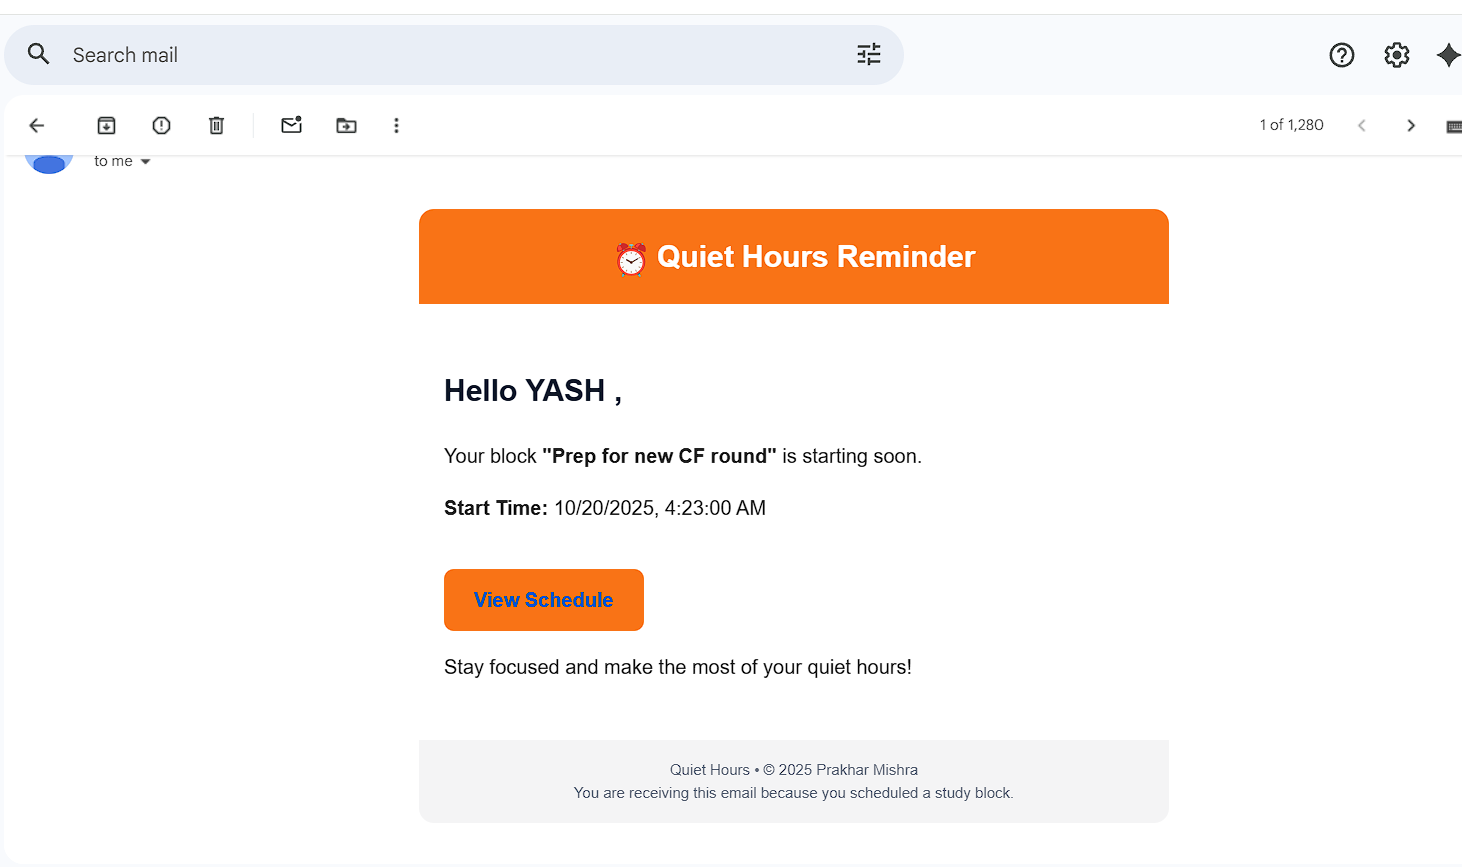 Search mail
1 of 1,280
to me
⏰ Quiet Hours Reminder
Hello YASH ,
Your block "Prep for new CF round" is starting soon.
Start Time: 10/20/2025, 4:23:00 AM
View Schedule
Stay focused and make the most of your quiet hours!
Quiet Hours • © 2025 Prakhar Mishra
You are receiving this email because you scheduled a study block.